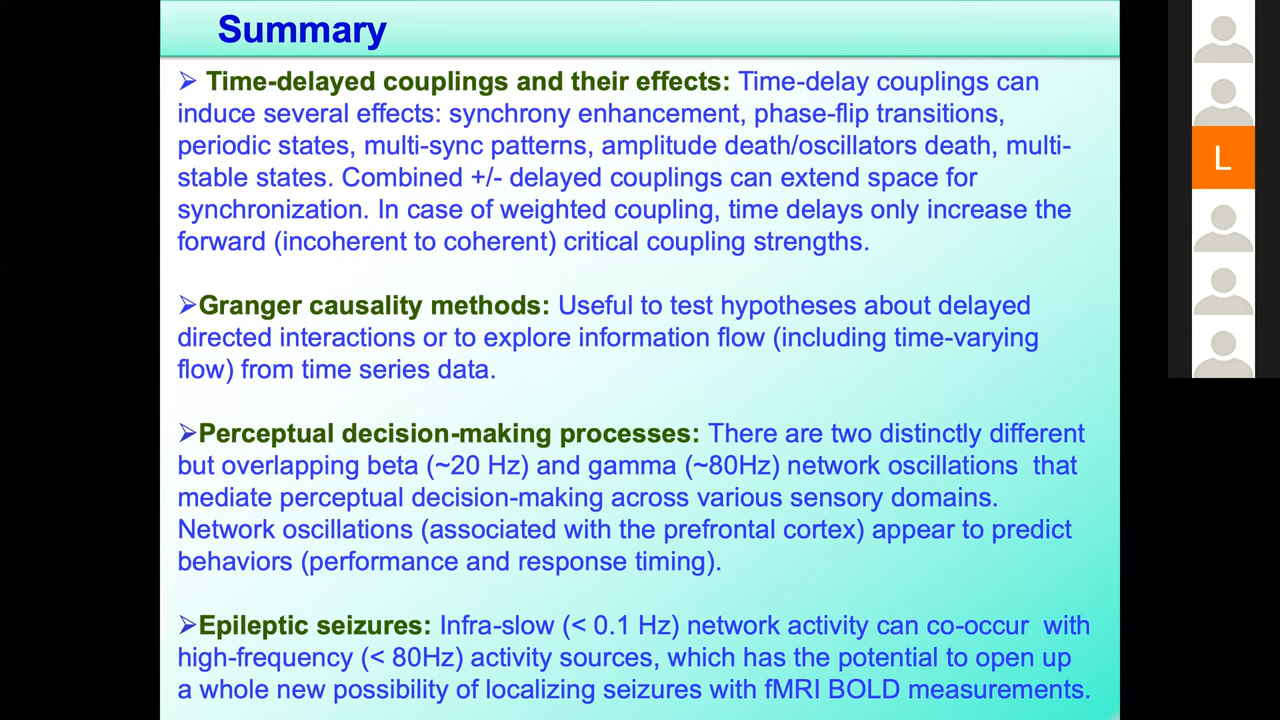 Summary
➢ Time-delayed couplings and their effects: Time-delay couplings can
induce several effects: synchrony enhancement, phase-flip transitions,
periodic states, multi-sync patterns, amplitude death/oscillators death, multi-
stable states. Combined +/- delayed couplings can extend space for
synchronization. In case of weighted coupling, time delays only increase the
forward (incoherent to coherent) critical coupling strengths.
➢Granger causality methods: Useful to test hypotheses about delayed
directed interactions or to explore information flow (including time-varying
flow) from time series data.
➢Perceptual decision-making processes: There are two distinctly different
but overlapping beta (~20 Hz) and gamma (~80Hz) network oscillations that
mediate perceptual decision-making across various sensory domains.
Network oscillations (associated with the prefrontal cortex) appear to predict
behaviors (performance and response timing).
➢Epileptic seizures: Infra-slow (< 0.1 Hz) network activity can co-occur with
high-frequency (< 80Hz) activity sources, which has the potential to open up
a whole new possibility of localizing seizures with fMRI BOLD measurements.
L